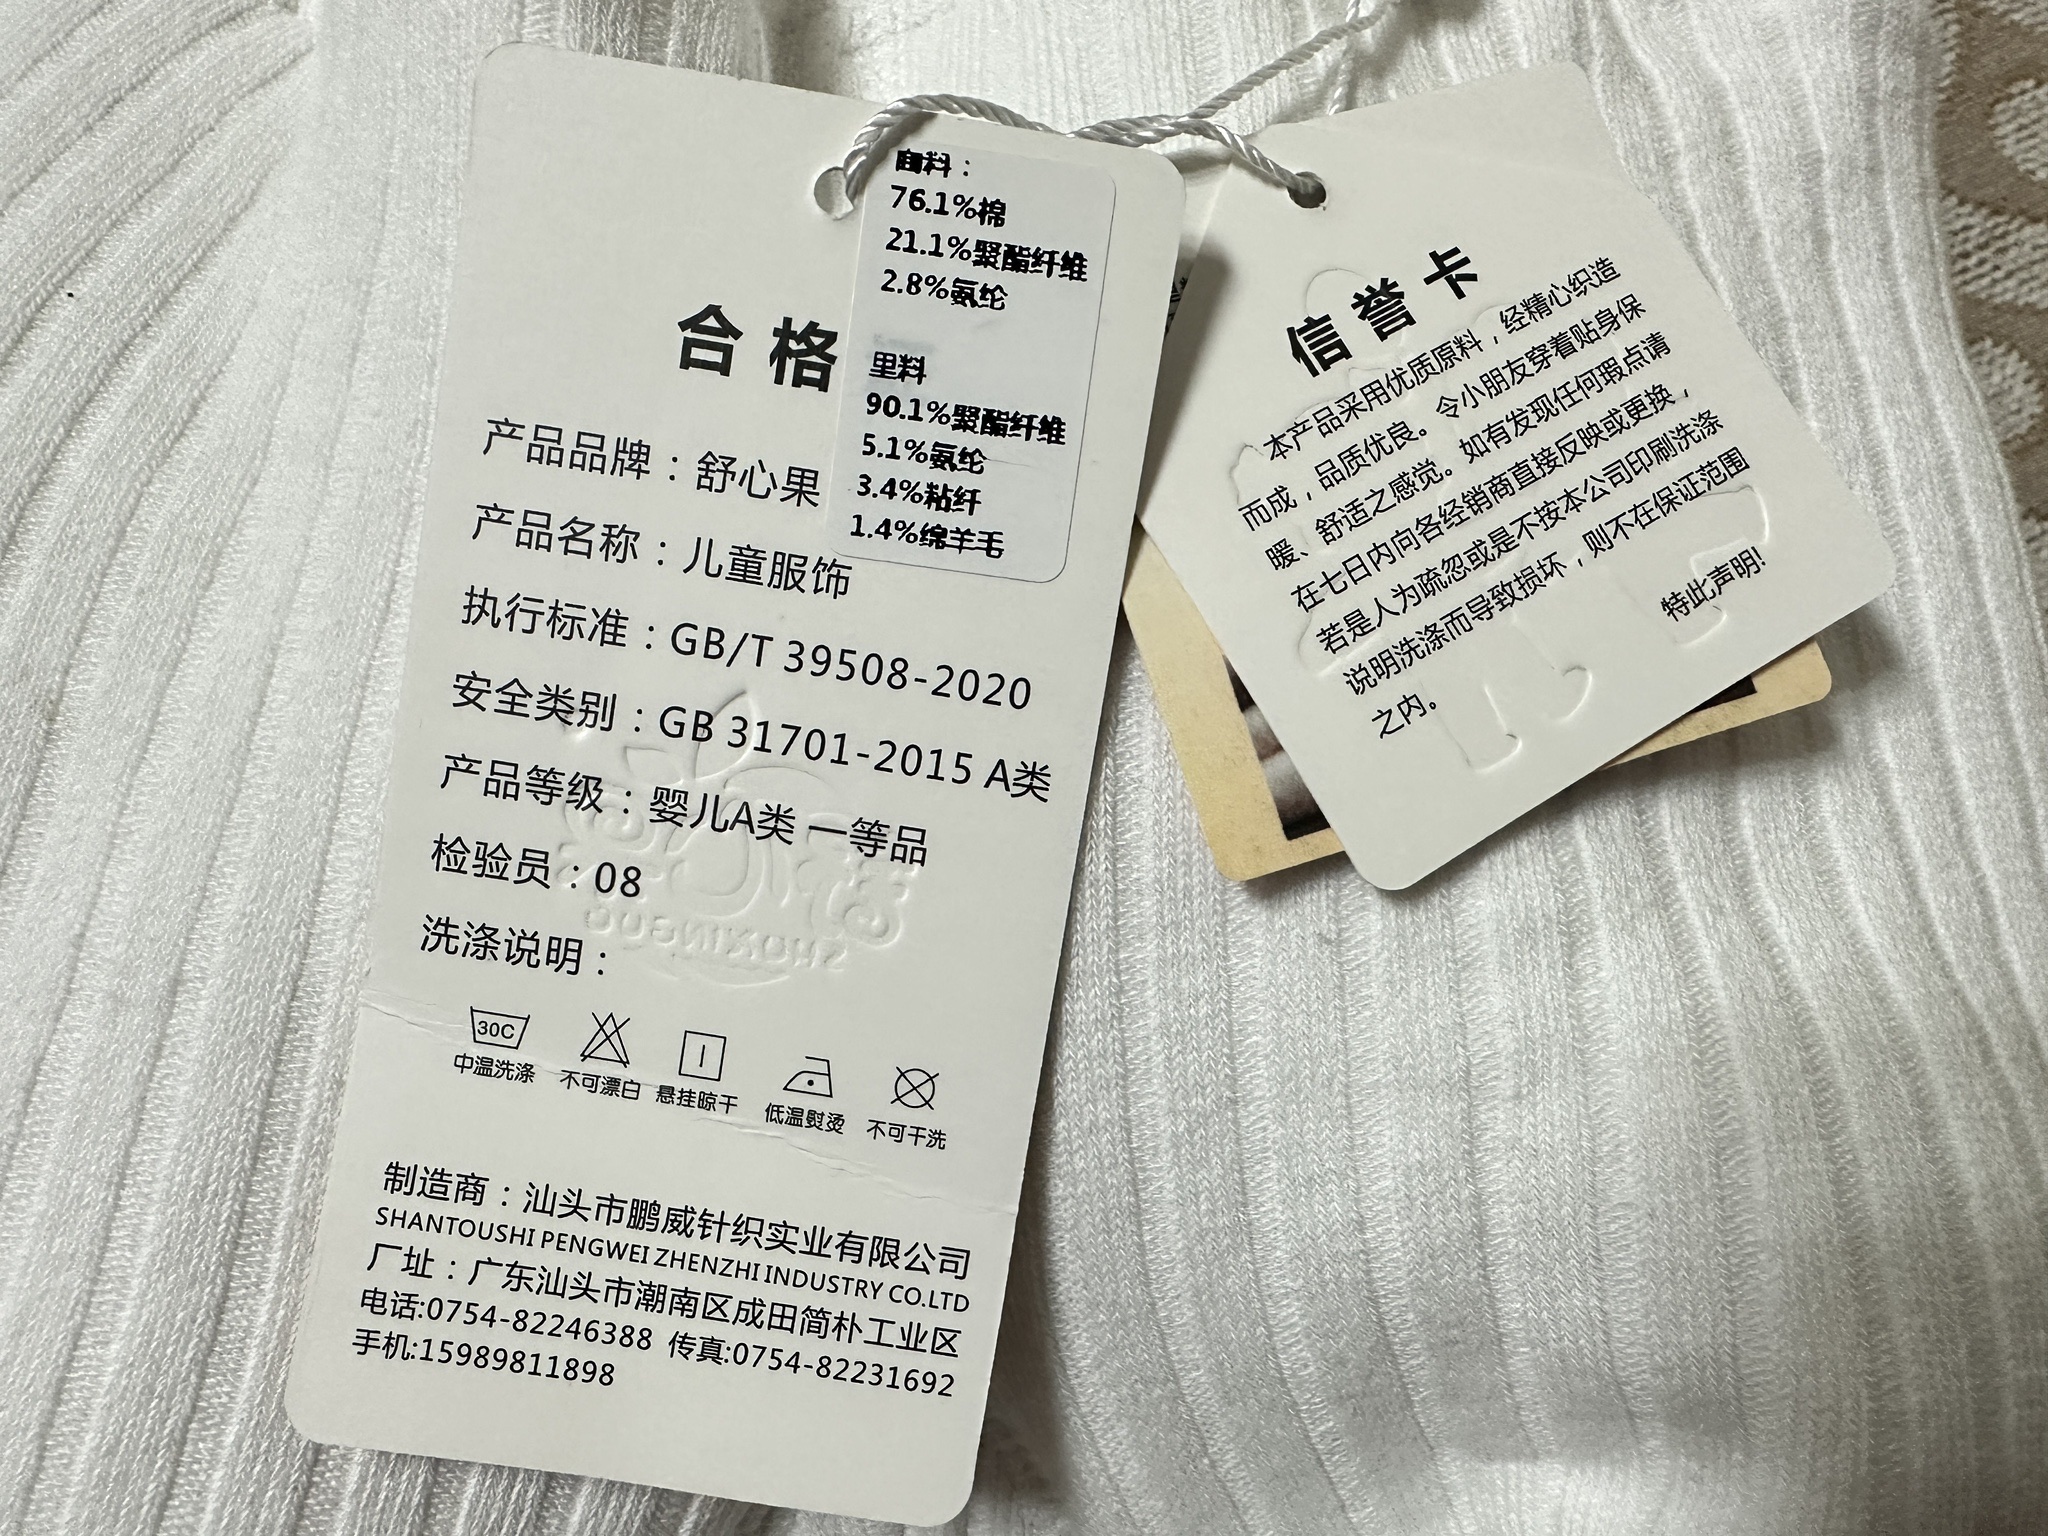 面料：
76.1%棉
21.1%聚酯纤维
2.8%氨纶
里料
90.1%聚酯纤维
5.1%氨纶
3.4%粘纤
1.4%绵羊毛
合格
产品品牌：舒心果
产品名称：儿童服饰
执行标准：GB/T 39508-2020
安全类别：GB 31701-2015 A类
产品等级：婴儿A类 一等品
检验员：08
洗涤说明：
30C
中温洗涤 不可漂白 悬挂晾干 低温熨烫 不可干洗
制造商：汕头市鹏威针织实业有限公司
SHANTOUSHI PENGWEI ZHENZHI INDUSTRY CO.LTD
厂址：广东汕头市潮南区成田简朴工业区
电话:0754-82246388 传真:0754-82231692
手机:15989811898
SHUXINGUO
信誉卡
本产品采用优质原料，经精心织造
而成，品质优良。令小朋友穿着贴身保
暖、舒适之感觉。如有发现任何瑕点请
在七日内向各经销商直接反映或更换，
若是人为疏忽或是不按本公司印刷洗涤
说明洗涤而导致损坏，则不在保证范围
之内。
特此声明!